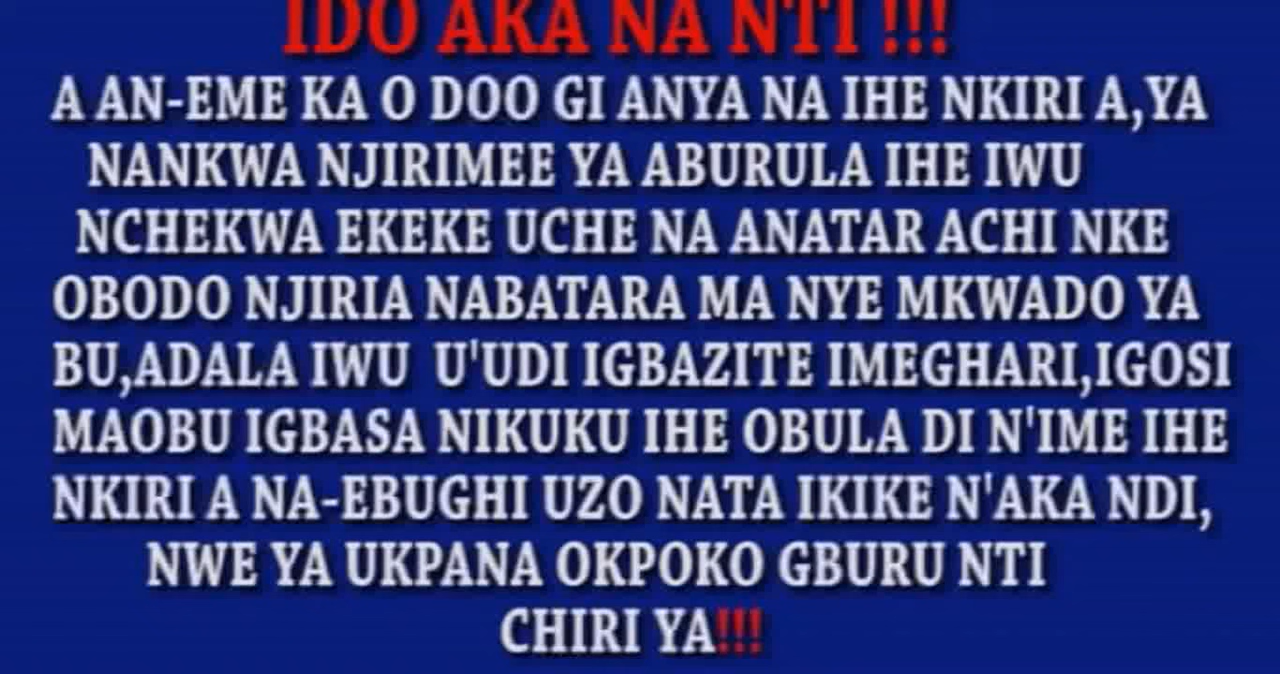 IDO AKA NA NTI !!!
A AN-EME KA O DOO GI ANYA NA IHE NKIRI A,YA
NANKWA NJIRIMEE YA ABURULA IHE IWU
NCHEKWA EKEKE UCHE NA ANATAR ACHI NKE
OBODO NJIRIA NABATARA MA NYE MKWADO YA
BU,ADALA IWU U'UDI IGBAZITE IMEGHARI,IGOSI
MAOBU IGBASA NIKUKU IHE OBULA DI N'IME IHE
NKIRI A NA-EBUGHI UZO NATA IKIKE N'AKA NDI,
NWE YA UKPANA OKPOKO GBURU NTI
CHIRI YA!!!